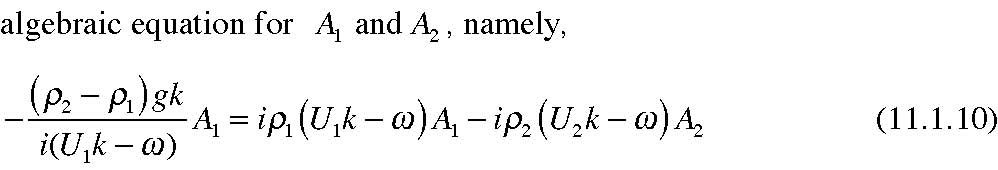 algebraic equation for A₁ and A₂, namely,
−(ρ₂ − ρ₁)gk / i(U₁k − ω) A₁ = iρ₁(U₁k − ω)A₁ − iρ₂(U₂k − ω)A₂ (11.1.10)